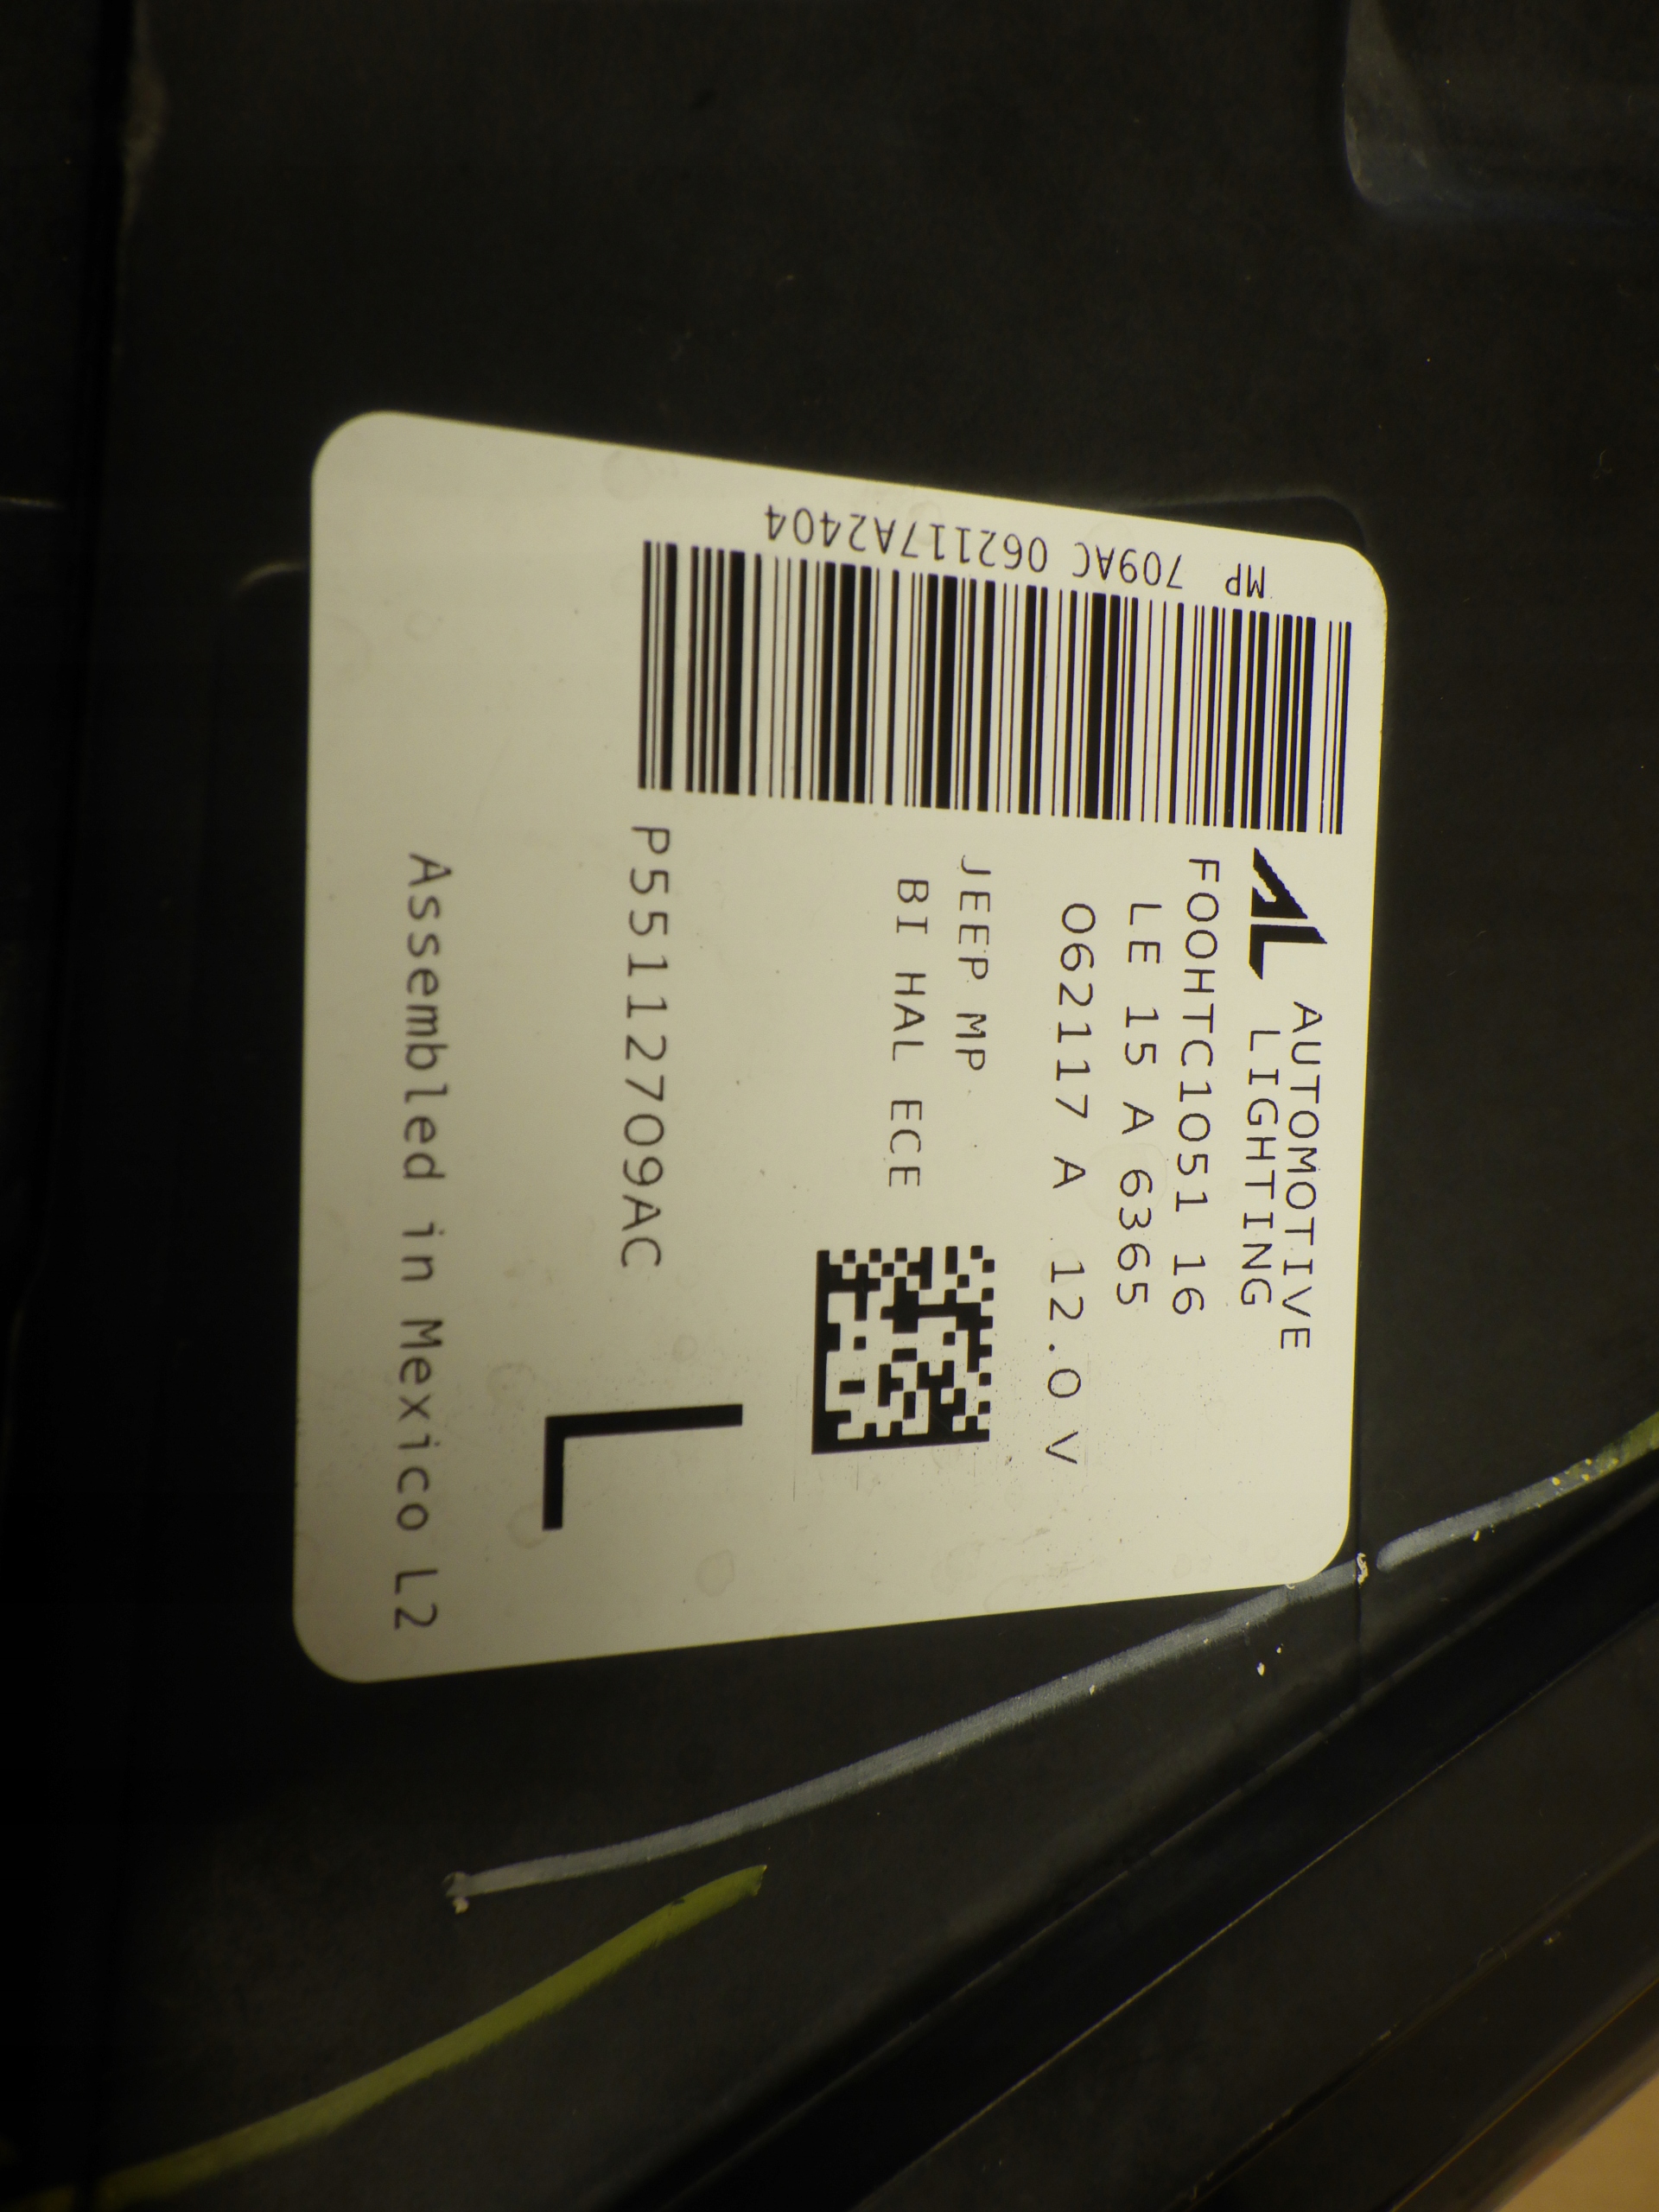 AL AUTOMOTIVE
LIGHTING
FOOHTC1051 16
LE 15 A 6365
062117 A 12.0 V
JEEP MP
BI HAL ECE
P55112709AC
L
Assembled in Mexico L2
MP 709AC 062117A2404